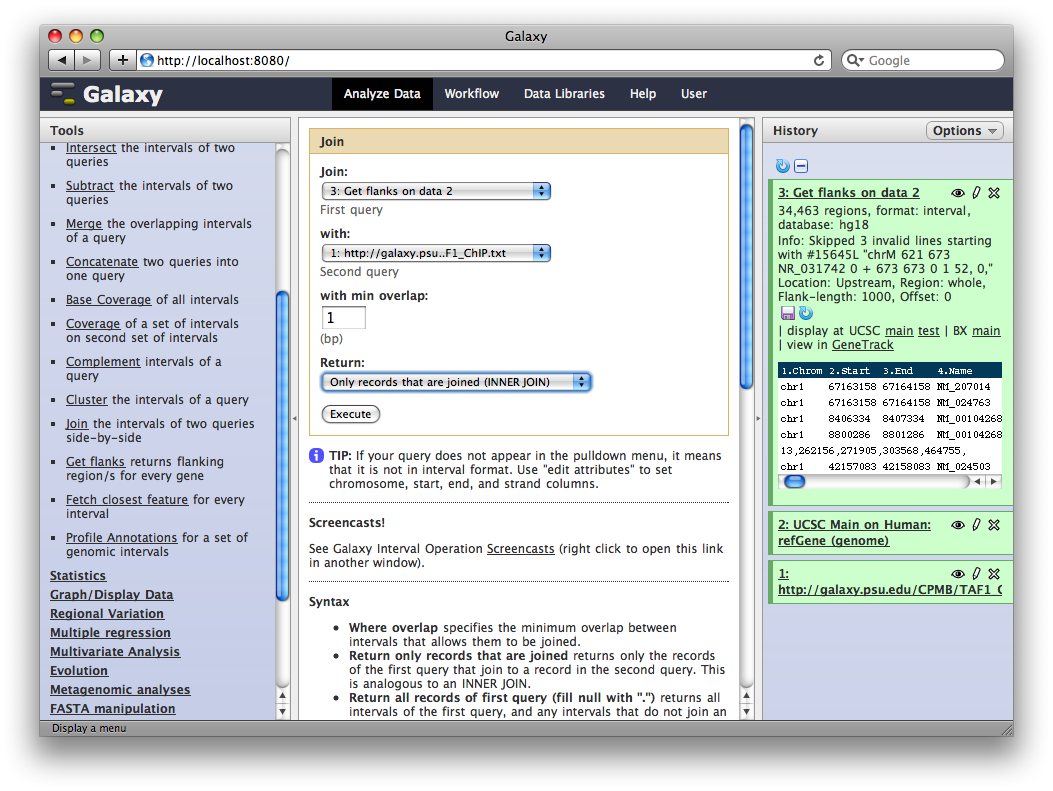 Galaxy
http://localhost:8080/
Google
Galaxy
Analyze Data Workflow Data Libraries Help User
Tools
Intersect the intervals of two
queries
Subtract the intervals of two
queries
Merge the overlapping intervals
of a query
Concatenate two queries into
one query
Base Coverage of all intervals
Coverage of a set of intervals
on second set of intervals
Complement intervals of a
query
Cluster the intervals of a query
Join the intervals of two queries
side-by-side
Get flanks returns flanking
region/s for every gene
Fetch closest feature for every
interval
Profile Annotations for a set of
genomic intervals
Statistics
Graph/Display Data
Regional Variation
Multiple regression
Multivariate Analysis
Evolution
Metagenomic analyses
FASTA manipulation
Join
Join:
3: Get flanks on data 2
First query
with:
1: http://galaxy.psu..F1_ChIP.txt
Second query
with min overlap:
1
(bp)
Return:
Only records that are joined (INNER JOIN)
Execute
TIP: If your query does not appear in the pulldown menu, it means
that it is not in interval format. Use "edit attributes" to set
chromosome, start, end, and strand columns.
Screencasts!
See Galaxy Interval Operation Screencasts (right click to open this link
in another window).
Syntax
• Where overlap specifies the minimum overlap between
intervals that allows them to be joined.
• Return only records that are joined returns only the records
of the first query that join to a record in the second query. This
is analogous to an INNER JOIN.
• Return all records of first query (fill null with ".") returns all
intervals of the first query, and any intervals that do not join an
History
Options
3: Get flanks on data 2
34,463 regions, format: interval,
database: hg18
Info: Skipped 3 invalid lines starting
with #15645L "chrM 621 673
NR_031742 0 + 673 673 0 1 52, 0,"
Location: Upstream, Region: whole,
Flank-length: 1000, Offset: 0
| display at UCSC main test | BX main
| view in GeneTrack
1.Chrom 2.Start 3.End 4.Name
chr1 67163158 67164158 NM_207014
chr1 67163158 67164158 NM_024763
chr1 8406334 8407334 NM_00104268
chr1 8800286 8801286 NM_00104268
13,262156,271905,303568,464755,
chr1 42157083 42158083 NM_024503
2: UCSC Main on Human:
refGene (genome)
1:
http://galaxy.psu.edu/CPMB/TAF1_C
Display a menu